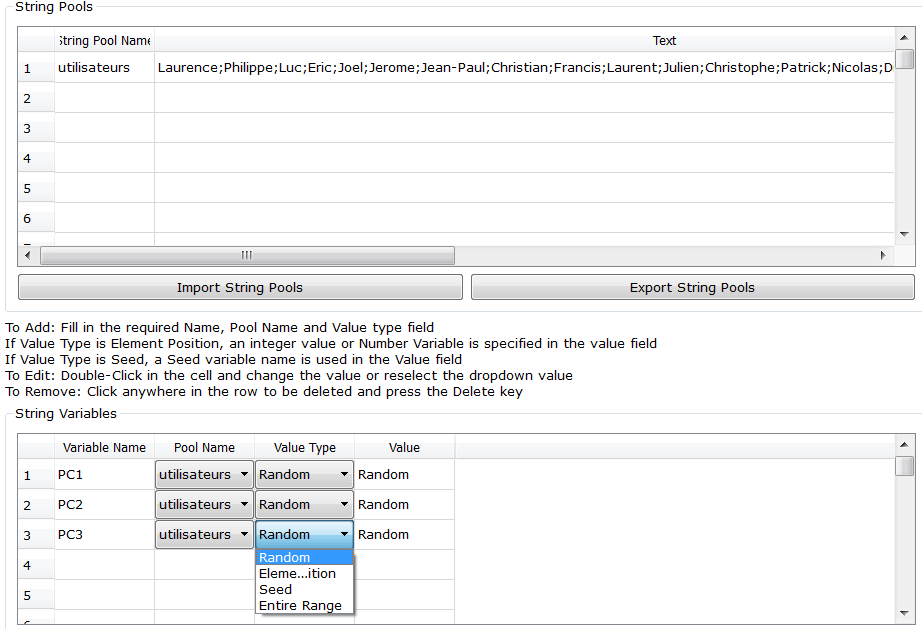 String Pools
String Pool Name Text
1 utilisateurs Laurence;Philippe;Luc;Eric;Joel;Jerome;Jean-Paul;Christian;Francis;Laurent;Julien;Christophe;Patrick;Nicolas;D
2
3
4
5
6
Import String Pools Export String Pools
To Add: Fill in the required Name, Pool Name and Value type field
If Value Type is Element Position, an integer value or Number Variable is specified in the value field
If Value Type is Seed, a Seed variable name is used in the Value field
To Edit: Double-Click in the cell and change the value or reselect the dropdown value
To Remove: Click anywhere in the row to be deleted and press the Delete key
String Variables
Variable Name Pool Name Value Type Value
1 PC1 utilisateurs Random Random
2 PC2 utilisateurs Random Random
3 PC3 utilisateurs Random Random
Random
4 Eleme...ition
Seed
5 Entire Range